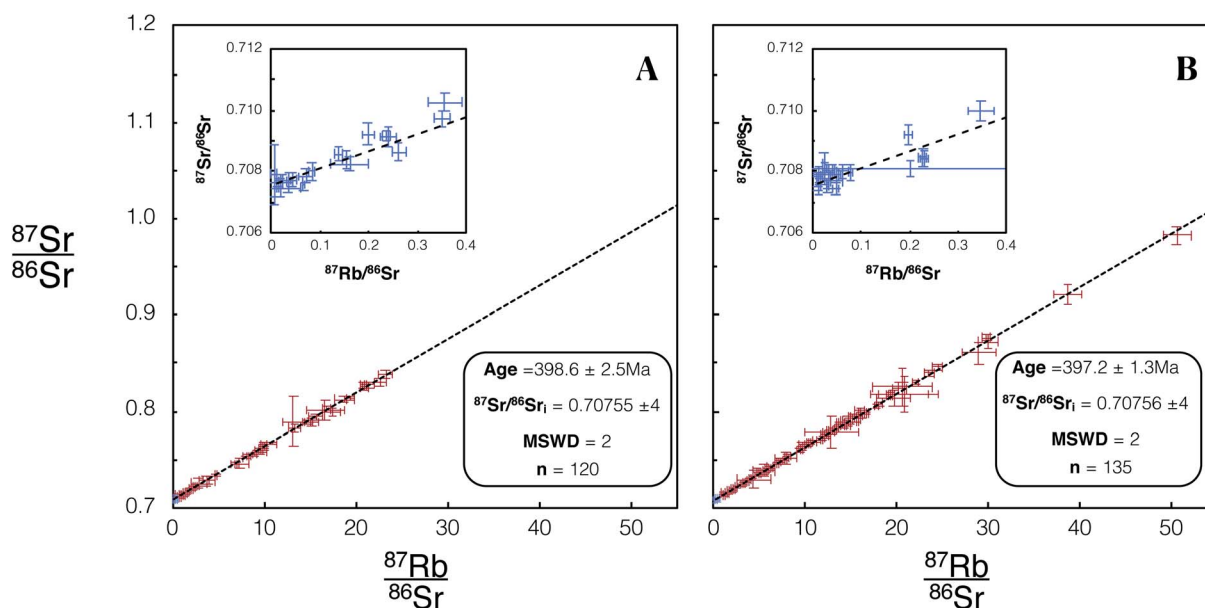 87Sr
86Sr
1.2
1.1
1.0
0.9
0.8
0.7
A
0.712
0.710
0.708
0.706
87Sr/86Sr
0 0.1 0.2 0.3 0.4
87Rb/86Sr
Age =398.6 ± 2.5Ma
87Sr/86Sri = 0.70755 ±4
MSWD = 2
n = 120
0 10 20 30 40 50
87Rb
86Sr
B
0.712
0.710
0.708
0.706
87Sr/86Sr
0 0.1 0.2 0.3 0.4
87Rb/86Sr
Age =397.2 ± 1.3Ma
87Sr/86Sri = 0.70756 ±4
MSWD = 2
n = 135
0 10 20 30 40 50
87Rb
86Sr